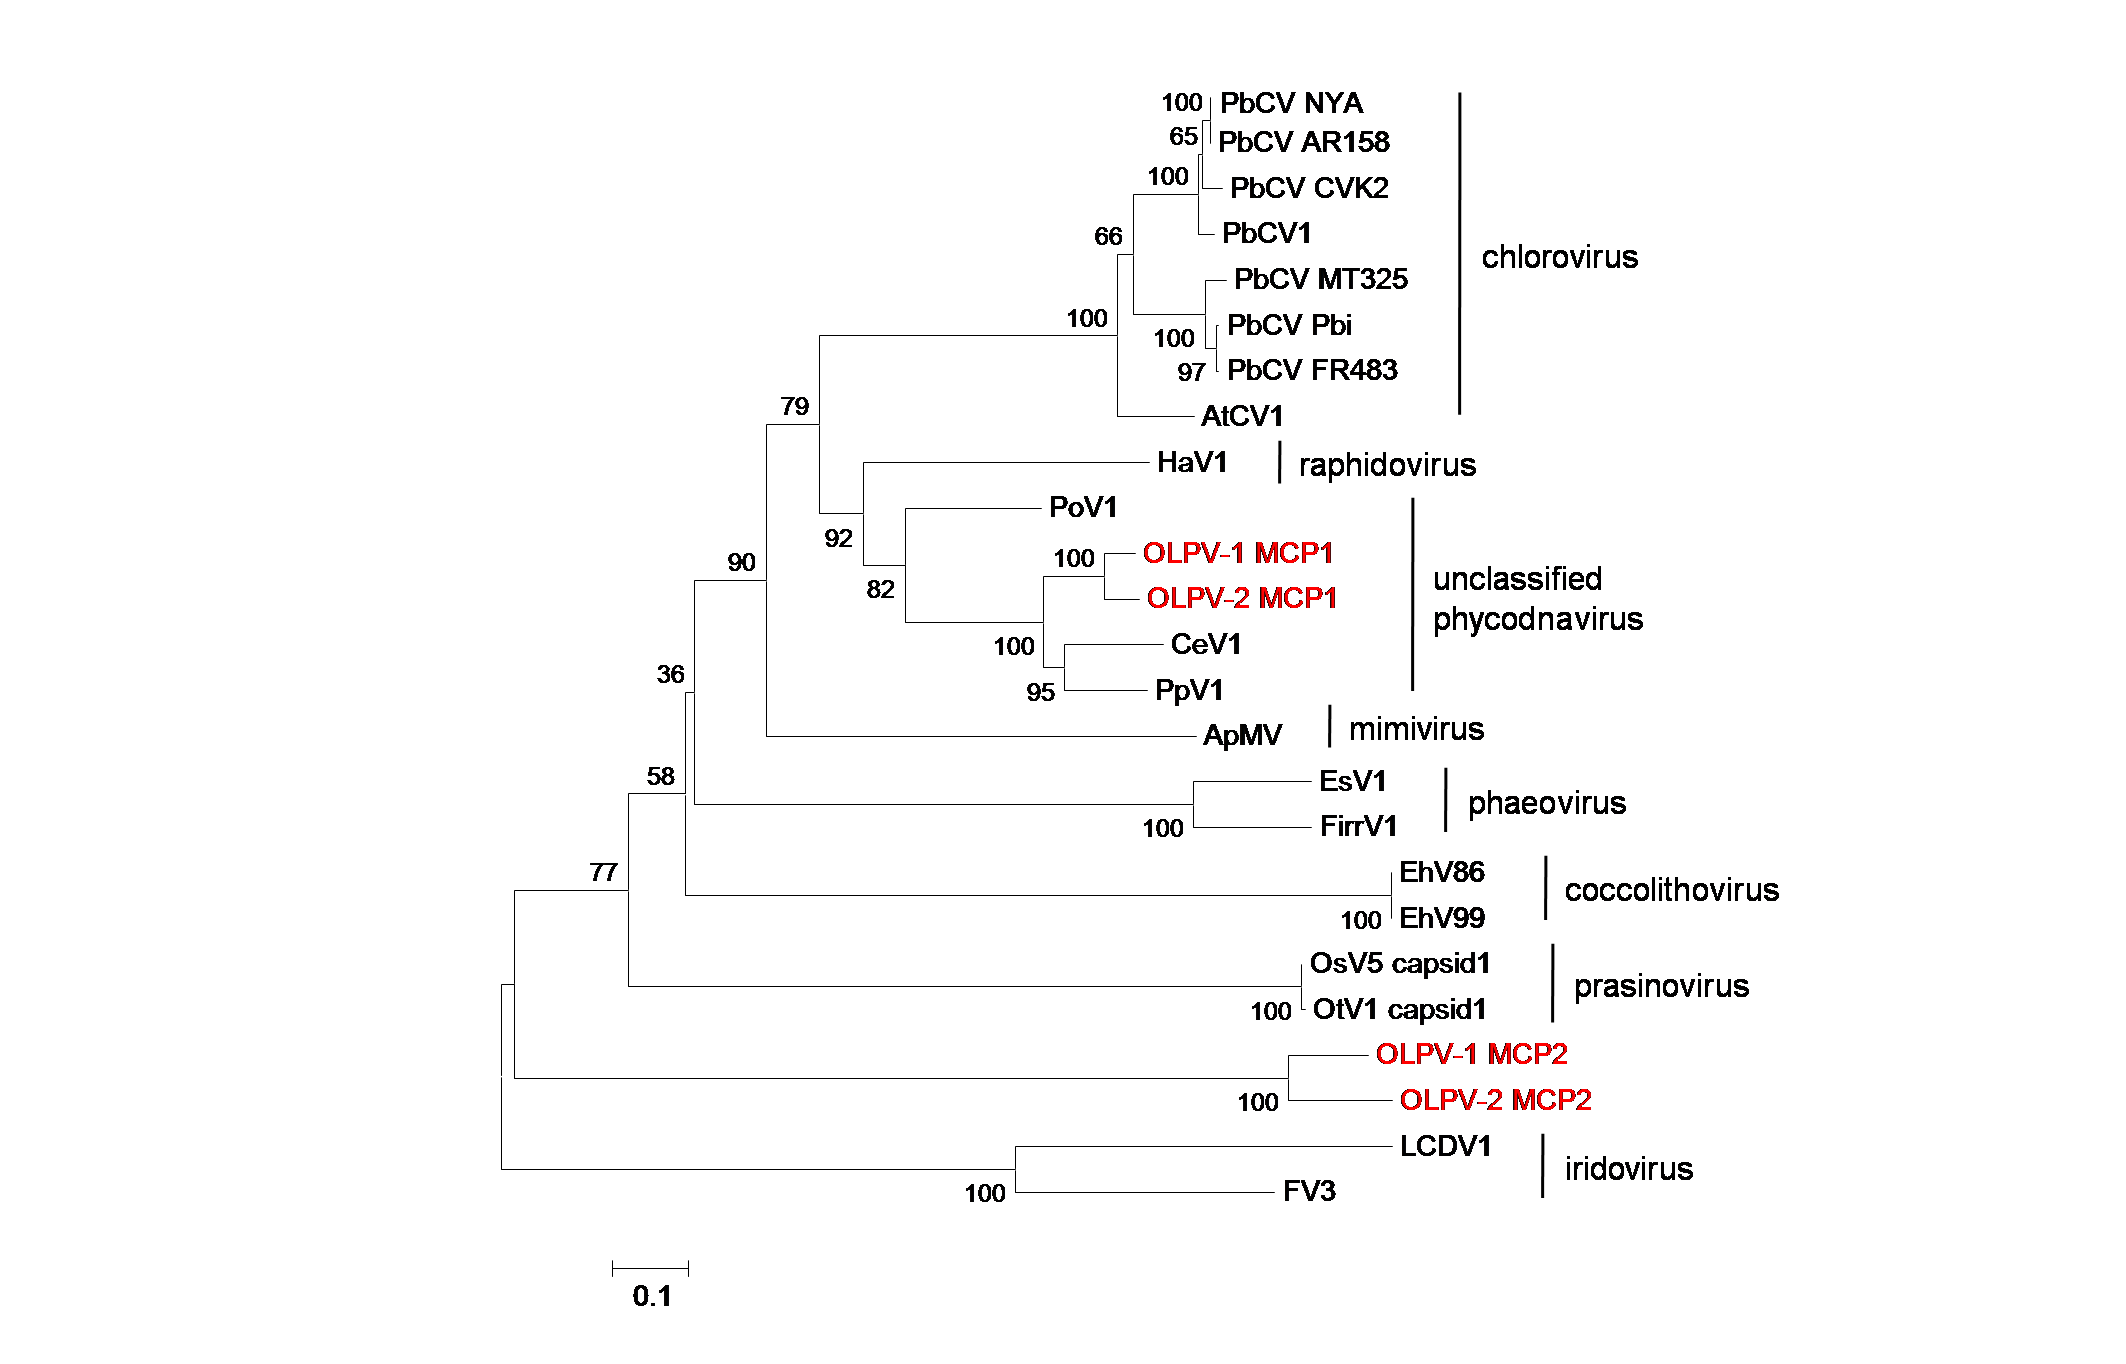 100 PbCV NYA
65 PbCV AR158
100 PbCV CVK2
PbCV1
66
chlorovirus
PbCV MT325
100
PbCV Pbi
100
97 PbCV FR483
79
AtCV1
HaV1
raphidovirus
PoV1
92
OLPV-1 MCP1
100
90
unclassified
phycodnavirus
82
OLPV-2 MCP1
CeV1
100
36
95 PpV1
ApMV
mimivirus
58
EsV1
phaeovirus
100 FirrV1
77
EhV86
coccolithovirus
100 EhV99
OsV5 capsid1
prasinovirus
100 OtV1 capsid1
OLPV-1 MCP2
100 OLPV-2 MCP2
LCDV1
iridovirus
100 FV3
0.1